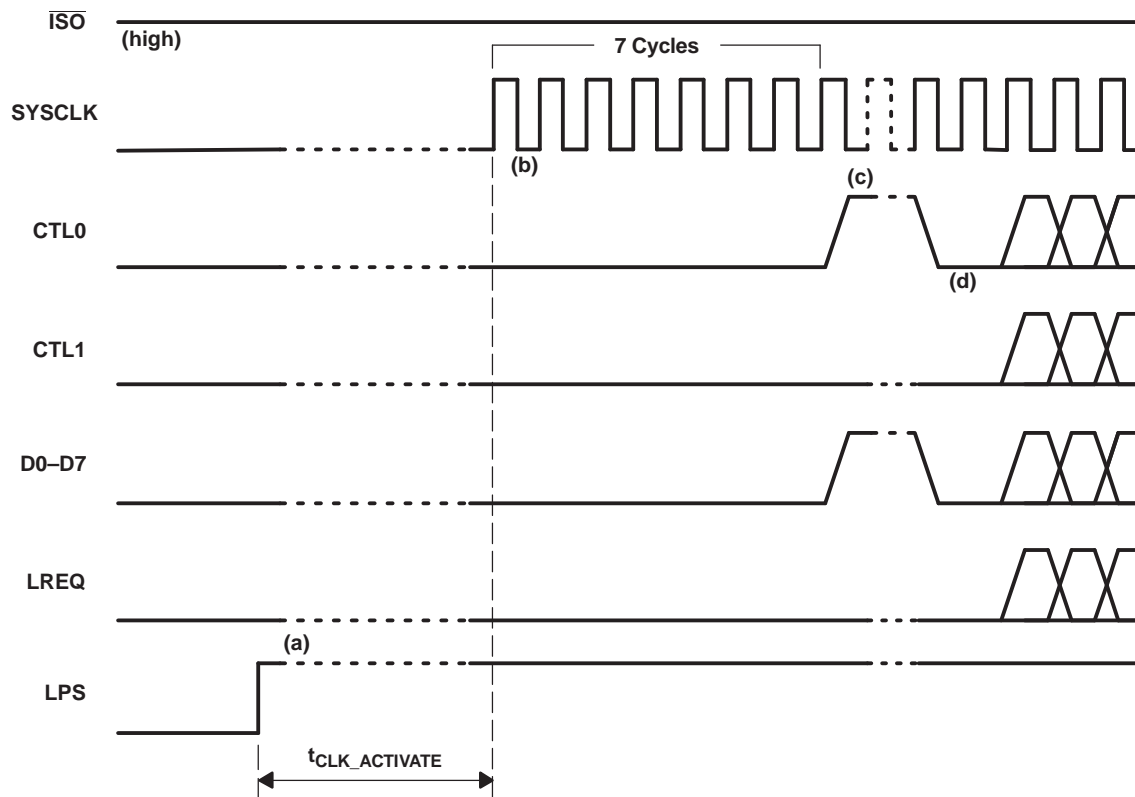 ISO
(high)
7 Cycles
SYSCLK
(b)
(c)
CTL0
(d)
CTL1
D0–D7
LREQ
(a)
LPS
tCLK_ACTIVATE